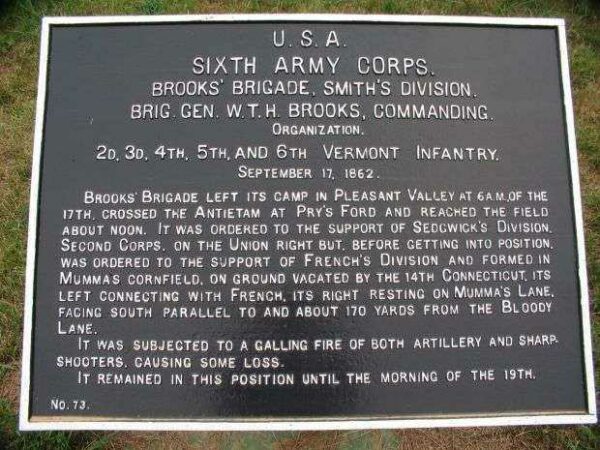 U.S.A.
SIXTH ARMY CORPS.
BROOKS' BRIGADE, SMITH'S DIVISION,
BRIG. GEN. W.T.H. BROOKS, COMMANDING.
ORGANIZATION.
2D, 3D, 4TH, 5TH, AND 6TH VERMONT INFANTRY.
SEPTEMBER 17, 1862.
BROOKS' BRIGADE LEFT ITS CAMP IN PLEASANT VALLEY AT 6 A.M. OF THE
17TH, CROSSED THE ANTIETAM AT PRY'S FORD AND REACHED THE FIELD
ABOUT NOON. IT WAS ORDERED TO THE SUPPORT OF SEDGWICK'S DIVISION,
SECOND CORPS, ON THE UNION RIGHT BUT, BEFORE GETTING INTO POSITION,
WAS ORDERED TO THE SUPPORT OF FRENCH'S DIVISION AND FORMED IN
MUMMA'S CORNFIELD, ON GROUND VACATED BY THE 14TH CONNECTICUT, ITS
LEFT CONNECTING WITH FRENCH, ITS RIGHT RESTING ON MUMMA'S LANE,
FACING SOUTH PARALLEL TO AND ABOUT 170 YARDS FROM THE BLOODY
LANE.
IT WAS SUBJECTED TO A GALLING FIRE OF BOTH ARTILLERY AND SHARP-
SHOOTERS, CAUSING SOME LOSS.
IT REMAINED IN THIS POSITION UNTIL THE MORNING OF THE 19TH.
NO. 73.